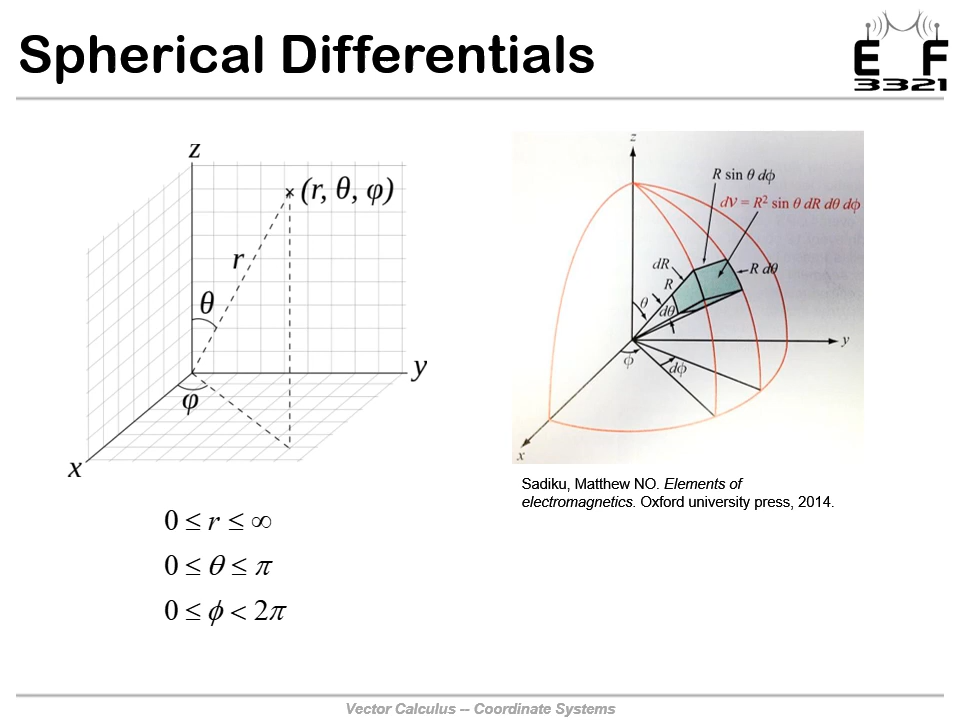 Spherical Differentials
E F
3321
z
(r, θ, φ)
r
θ
y
φ
x
0 ≤ r ≤ ∞
0 ≤ θ ≤ π
0 ≤ ϕ < 2π
z
R sin θ dϕ
dV = R² sin θ dR dθ dϕ
dR
R dθ
R
θ
dθ
y
ϕ
dϕ
x
Sadiku, Matthew NO. Elements of
electromagnetics. Oxford university press, 2014.
Vector Calculus -- Coordinate Systems